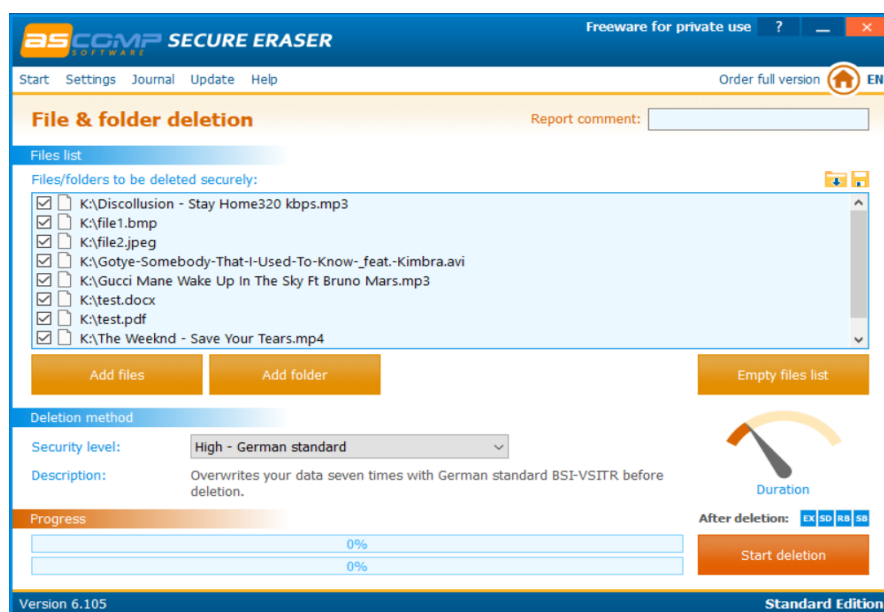 ascomp
SOFTWARE
SECURE ERASER
Freeware for private use ?
Start Settings Journal Update Help
Order full version EN
File & folder deletion
Report comment:
Files list
Files/folders to be deleted securely:
K:\Discollusion - Stay Home320 kbps.mp3
K:\file1.bmp
K:\file2.jpeg
K:\Gotye-Somebody-That-I-Used-To-Know-_feat.-Kimbra.avi
K:\Gucci Mane Wake Up In The Sky Ft Bruno Mars.mp3
K:\test.docx
K:\test.pdf
K:\The Weeknd - Save Your Tears.mp4
Add files Add folder Empty files list
Deletion method
Security level: High - German standard
Description: Overwrites your data seven times with German standard BSI-VSITR before
deletion.
Duration
Progress
After deletion: EX SD RB SB
0%
0%
Start deletion
Version 6.105 Standard Edition